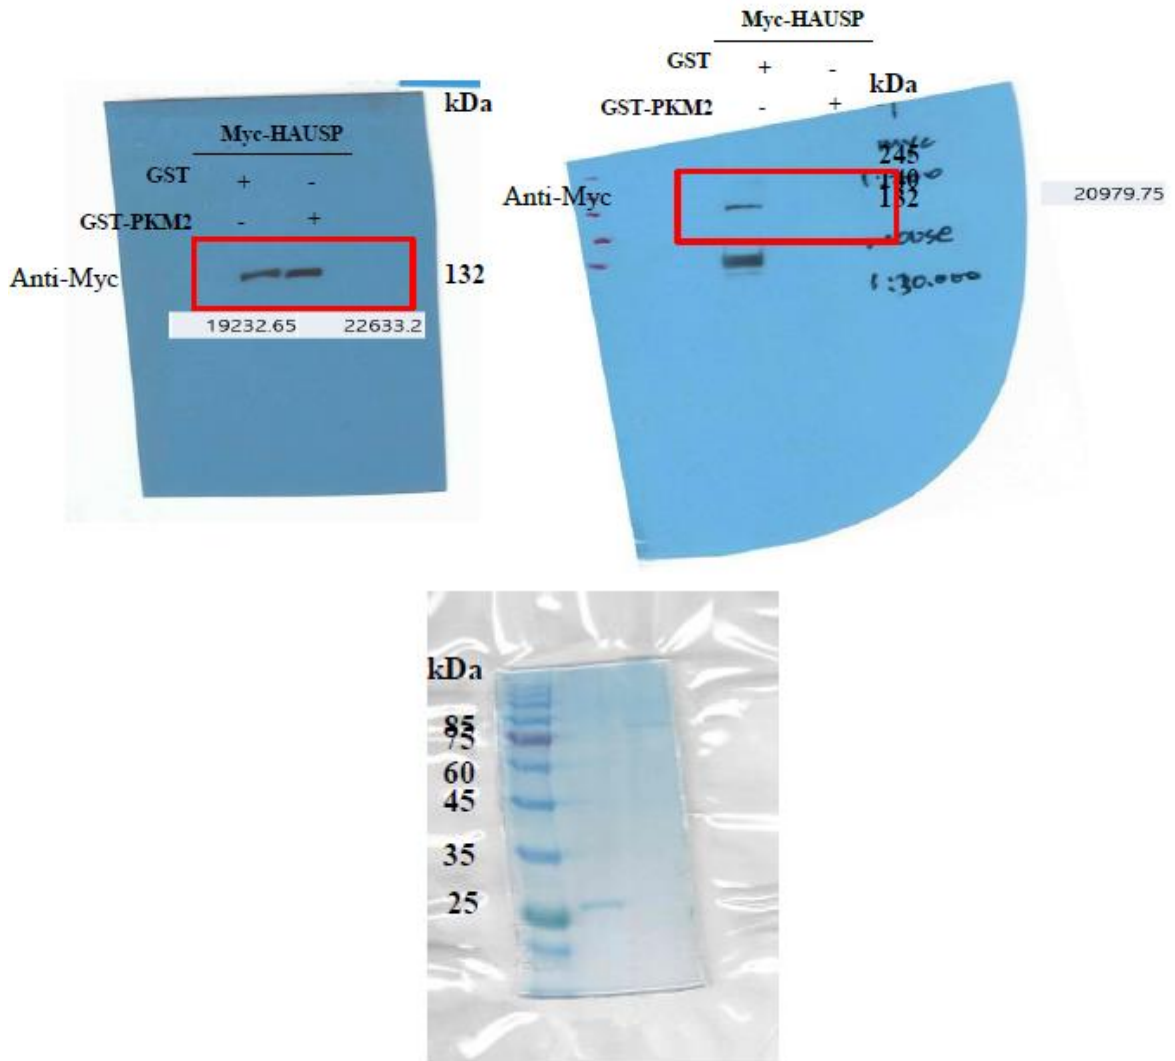 kDa
Myc-HAUSP
GST + -
GST-PKM2 - +
Anti-Myc
132
19232.65 22633.2
Myc-HAUSP
GST + -
GST-PKM2 - +
kDa
245
140
132
Anti-Myc
mouse
1:30.000
20979.75
kDa
85
75
60
45
35
25